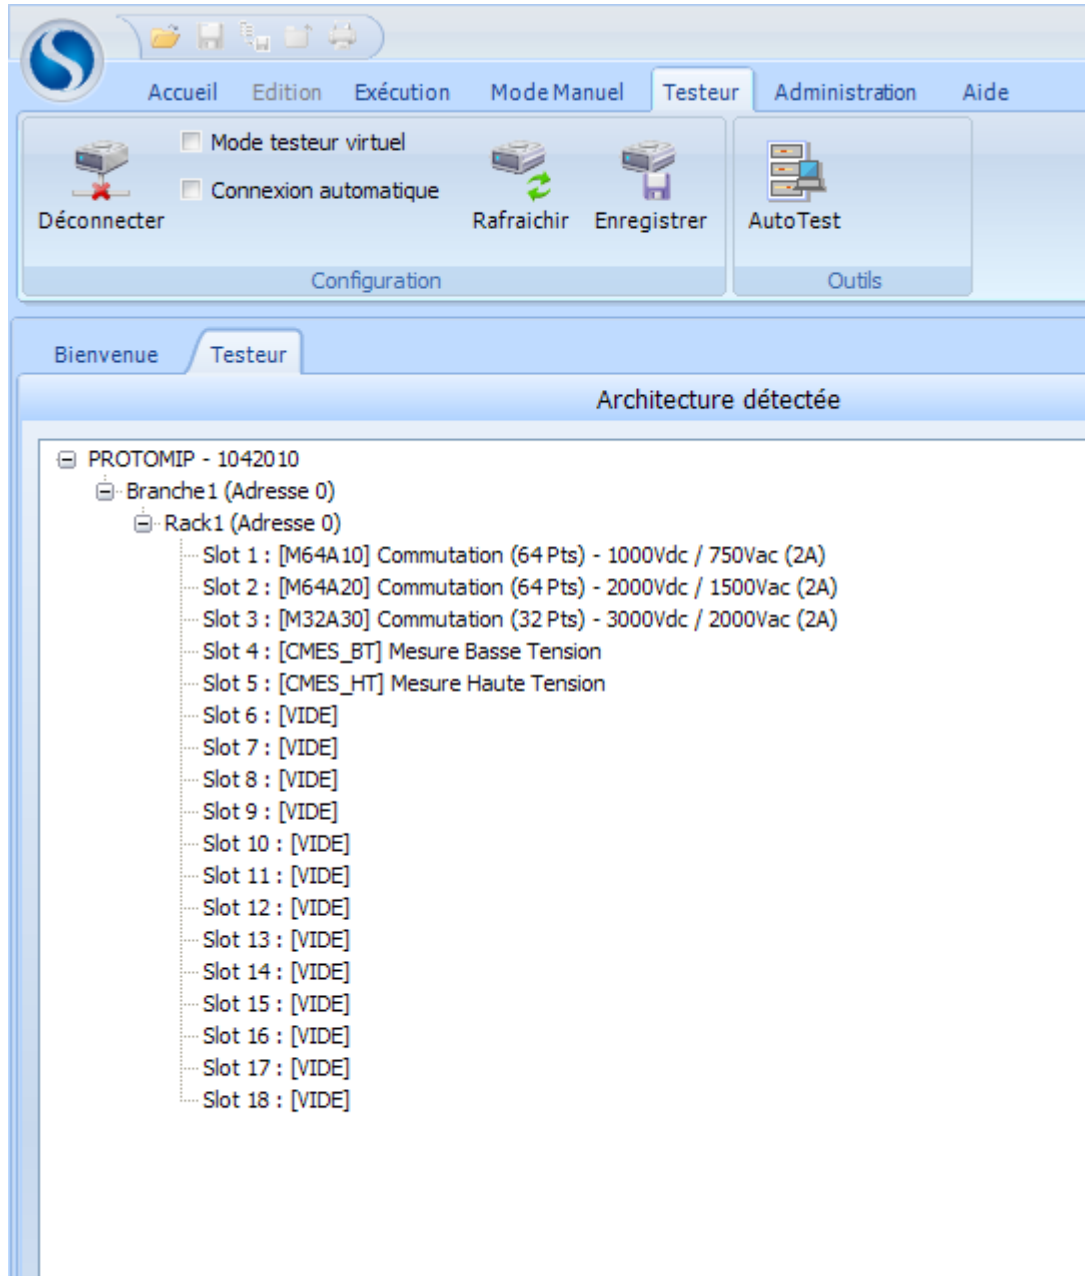 Accueil Edition Exécution Mode Manuel Testeur Administration Aide
Mode testeur virtuel
Connexion automatique
Déconnecter Rafraichir Enregistrer AutoTest
Configuration Outils
Bienvenue Testeur
Architecture détectée
PROTOMIP - 1042010
Branche1 (Adresse 0)
Rack1 (Adresse 0)
Slot 1 : [M64A10] Commutation (64 Pts) - 1000Vdc / 750Vac (2A)
Slot 2 : [M64A20] Commutation (64 Pts) - 2000Vdc / 1500Vac (2A)
Slot 3 : [M32A30] Commutation (32 Pts) - 3000Vdc / 2000Vac (2A)
Slot 4 : [CMES_BT] Mesure Basse Tension
Slot 5 : [CMES_HT] Mesure Haute Tension
Slot 6 : [VIDE]
Slot 7 : [VIDE]
Slot 8 : [VIDE]
Slot 9 : [VIDE]
Slot 10 : [VIDE]
Slot 11 : [VIDE]
Slot 12 : [VIDE]
Slot 13 : [VIDE]
Slot 14 : [VIDE]
Slot 15 : [VIDE]
Slot 16 : [VIDE]
Slot 17 : [VIDE]
Slot 18 : [VIDE]